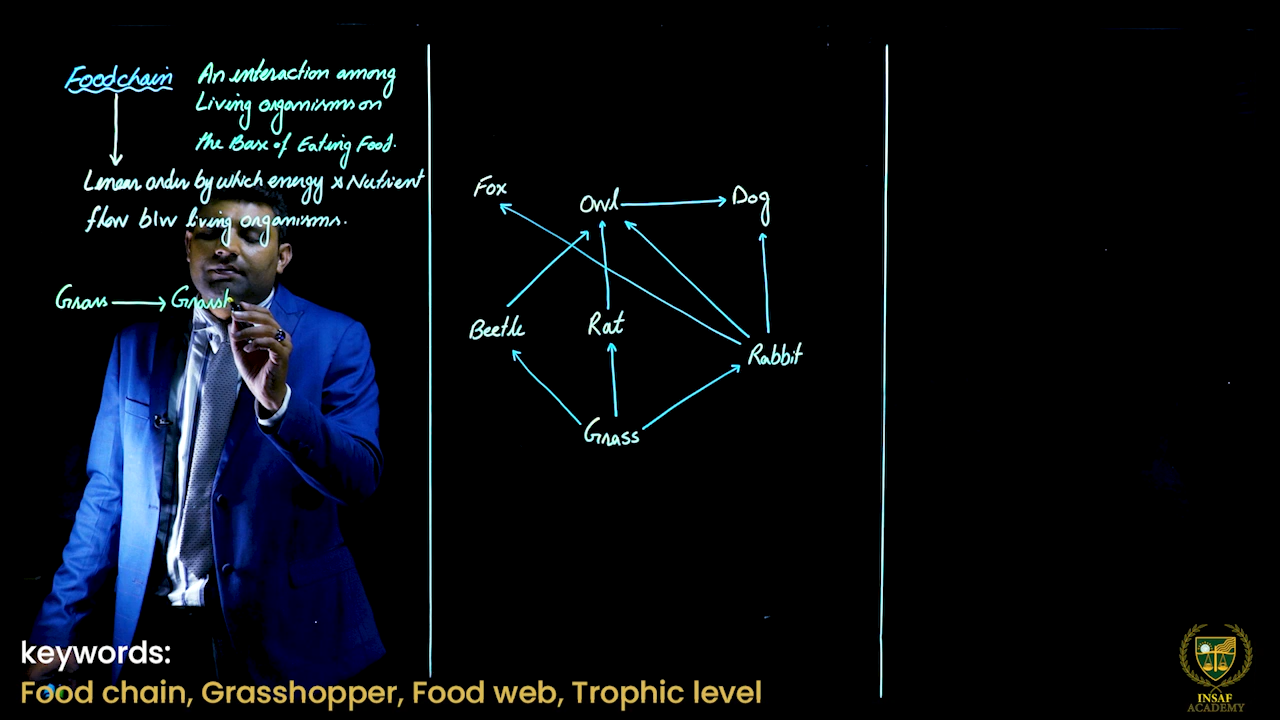 Foodchain
An interaction among
Living organisms on
the Base of Eating Food.
Linear order by which energy & Nutrient
flow b/w living organisms.
Grass → Grassh
Fox
Owl
Dog
Beetle
Rat
Rabbit
Grass
keywords:
Food chain, Grasshopper, Food web, Trophic level
INSAF
ACADEMY